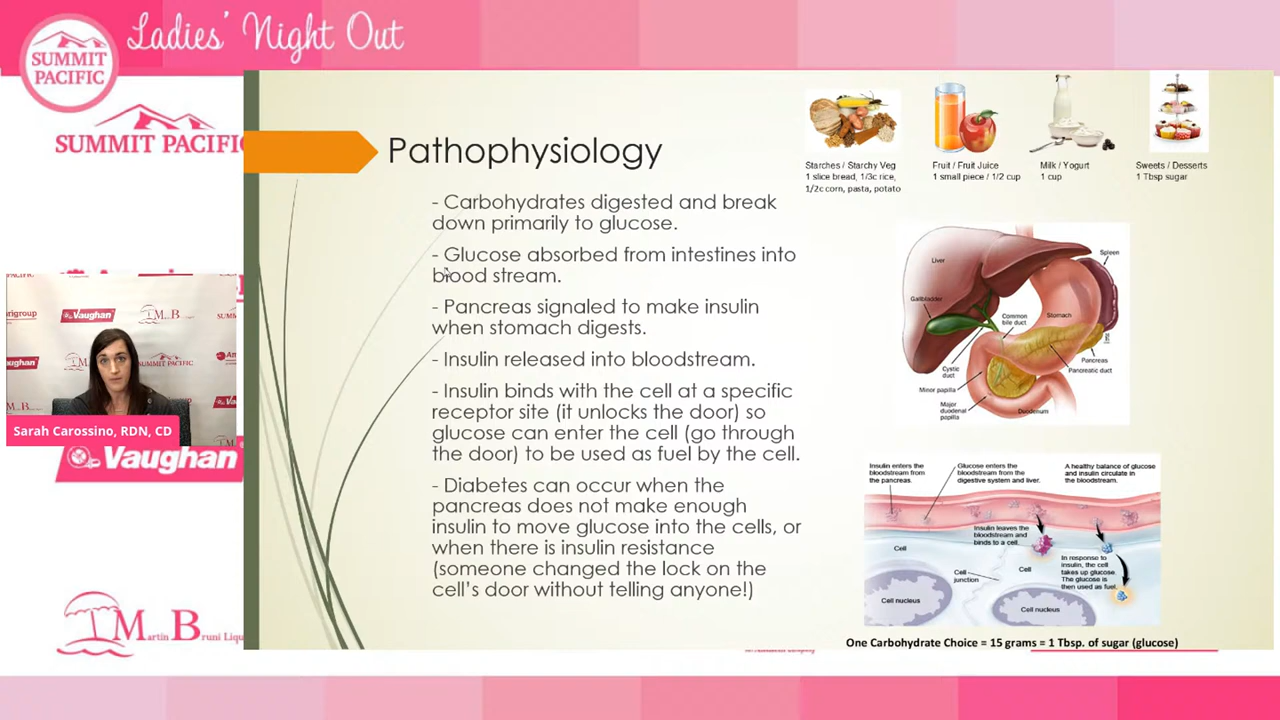 Ladies' Night Out
SUMMIT
PACIFIC
SUMMIT PACIFIC
Pathophysiology
- Carbohydrates digested and break
down primarily to glucose.
- Glucose absorbed from intestines into
blood stream.
- Pancreas signaled to make insulin
when stomach digests.
- Insulin released into bloodstream.
- Insulin binds with the cell at a specific
receptor site (it unlocks the door) so
glucose can enter the cell (go through
the door) to be used as fuel by the cell.
- Diabetes can occur when the
pancreas does not make enough
insulin to move glucose into the cells, or
when there is insulin resistance
(someone changed the lock on the
cell's door without telling anyone!)
Starches / Starchy Veg
1 slice bread, 1/3c rice,
1/2c corn, pasta, potato
Fruit / Fruit Juice
1 small piece / 1/2 cup
Milk / Yogurt
1 cup
Sweets / Desserts
1 Tbsp sugar
Liver
Spleen
Gallbladder
Common
bile duct
Stomach
Cystic
duct
Pancreas
Pancreatic duct
Minor papilla
Major
duodenal
papilla
Duodenum
Insulin enters the
bloodstream from
the pancreas.
Glucose enters the
bloodstream from the
digestive system and liver.
A healthy balance of glucose
and insulin circulate in
the bloodstream.
Insulin leaves the
bloodstream and
binds to a cell.
Cell
Cell
junction
Cell
In response to
insulin, the cell
takes up glucose.
The glucose is
then used as fuel.
Cell nucleus
Cell nucleus
One Carbohydrate Choice = 15 grams = 1 Tbsp. of sugar (glucose)
Vaughan
SUMMIT PACIFIC
Sarah Carossino, RDN, CD
Vaughan
Martin Bruni Liqu